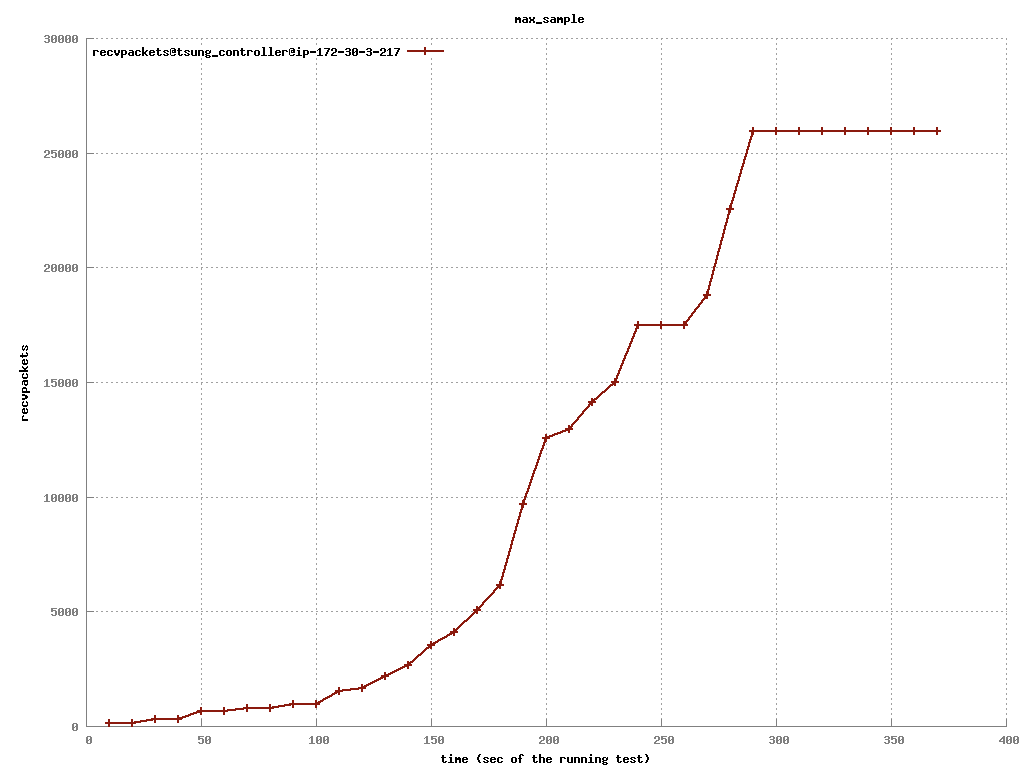 max_sample
recvpackets@tsung_controller@ip-172-30-3-217
30000
25000
20000
15000
10000
5000
0
recvpackets
0 50 100 150 200 250 300 350 400
time (sec of the running test)